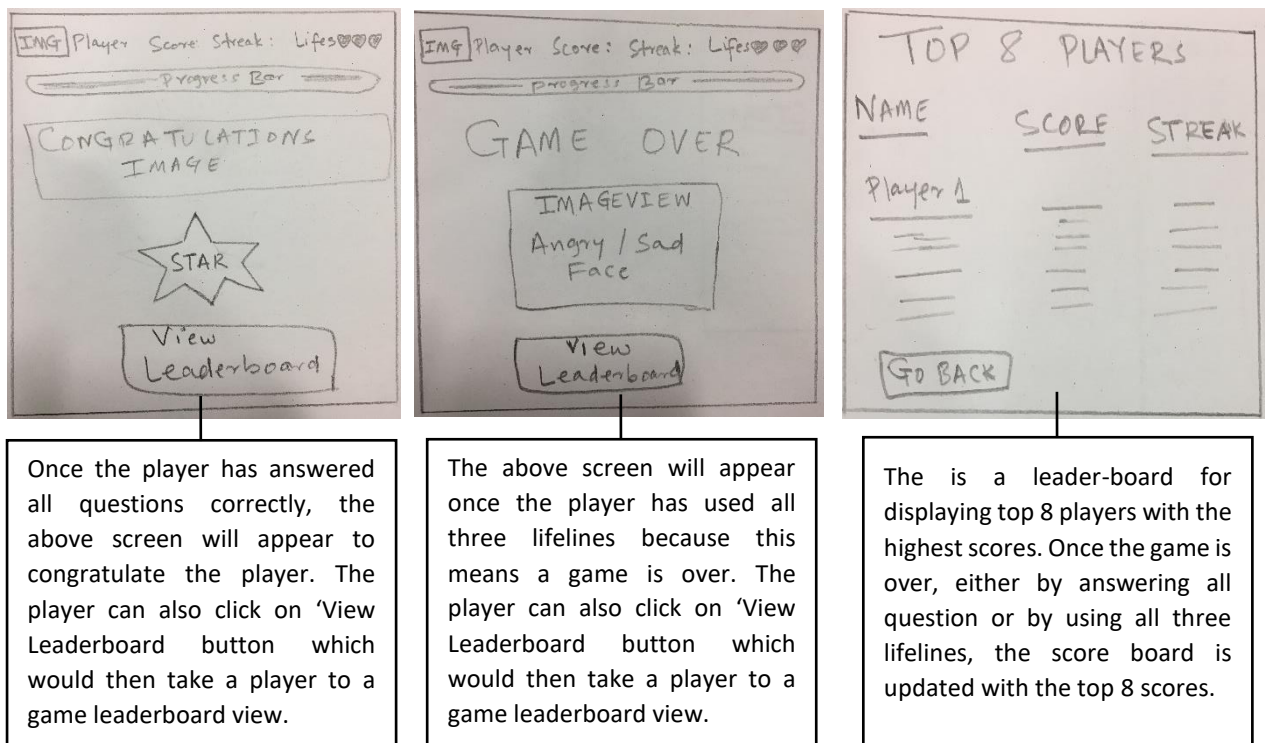 IMG Player Score Streak: Lifes
Progress Bar
CONGRATULATIONS
IMAGE
STAR
View
Leaderboard
Once the player has answered
all questions correctly, the
above screen will appear to
congratulate the player. The
player can also click on ‘View
Leaderboard button which
would then take a player to a
game leaderboard view.
IMG Player Score: Streak: Lifes
Progress Bar
GAME OVER
IMAGEVIEW
Angry / Sad
Face
View
Leaderboard
The above screen will appear
once the player has used all
three lifelines because this
means a game is over. The
player can also click on ‘View
Leaderboard button which
would then take a player to a
game leaderboard view.
TOP 8 PLAYERS
NAME SCORE STREAK
Player 1
GO BACK
The is a leader-board for
displaying top 8 players with the
highest scores. Once the game is
over, either by answering all
question or by using all three
lifelines, the score board is
updated with the top 8 scores.